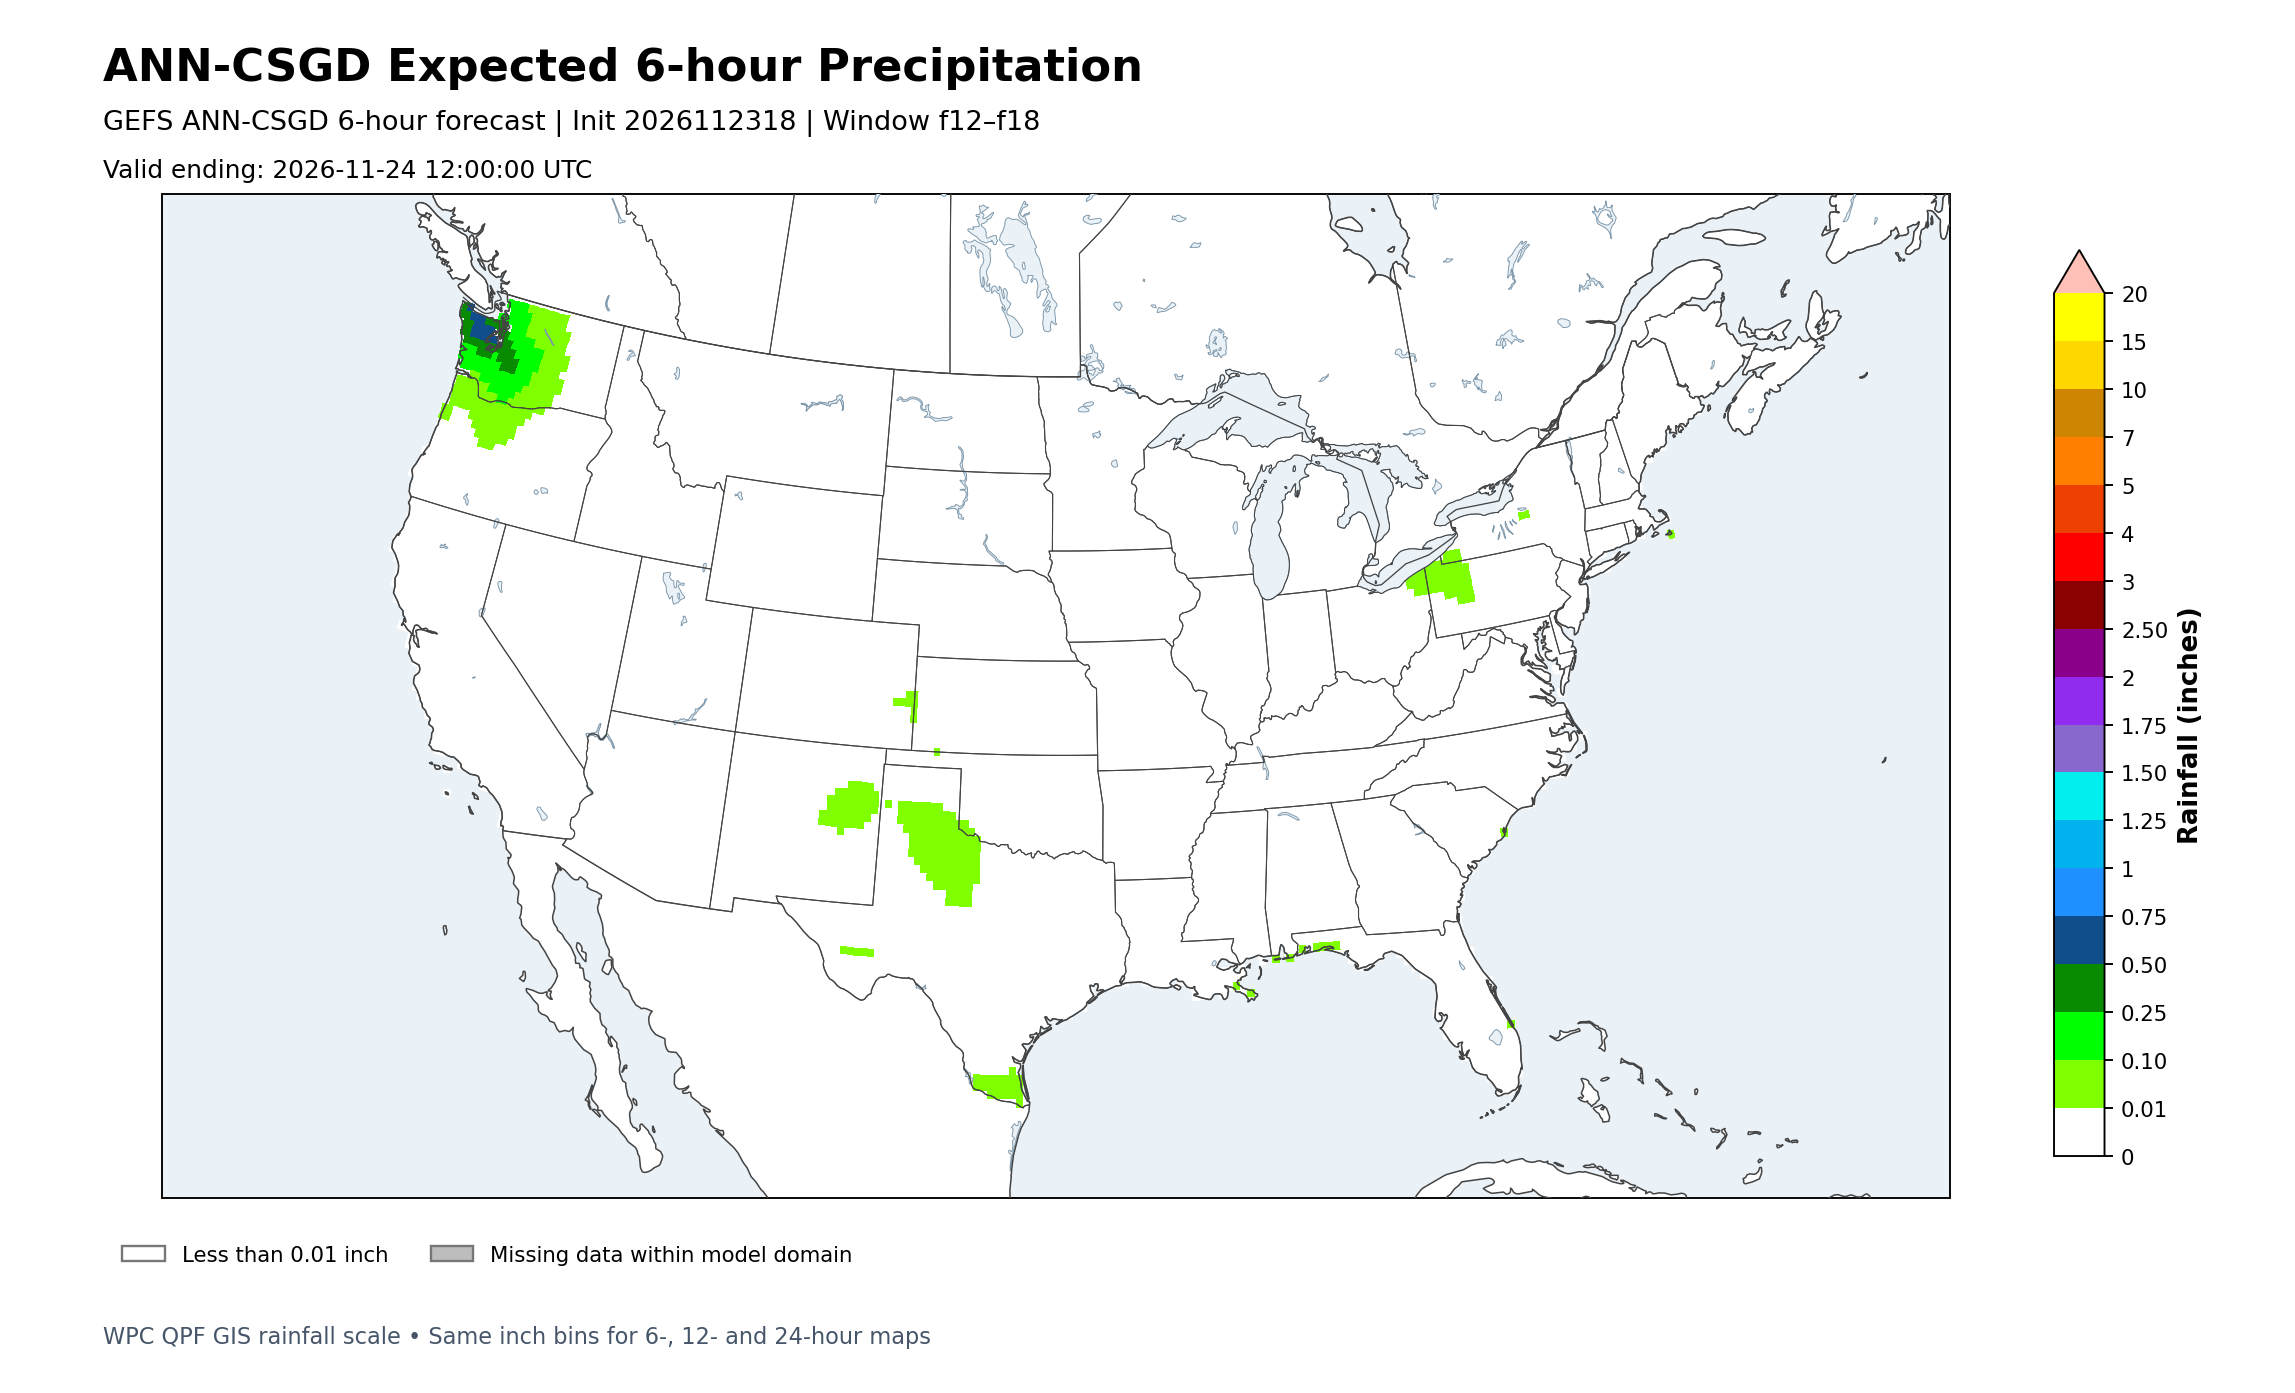 ANN-CSGD Expected 6-hour Precipitation
GEFS ANN-CSGD 6-hour forecast | Init 2026112318 | Window f12–f18
Valid ending: 2026-11-24 12:00:00 UTC
20
15
10
7
5
4
3
2.50
2
1.75
1.50
1.25
1
0.75
0.50
0.25
0.10
0.01
0
Rainfall (inches)
Less than 0.01 inch
Missing data within model domain
WPC QPF GIS rainfall scale • Same inch bins for 6-, 12- and 24-hour maps